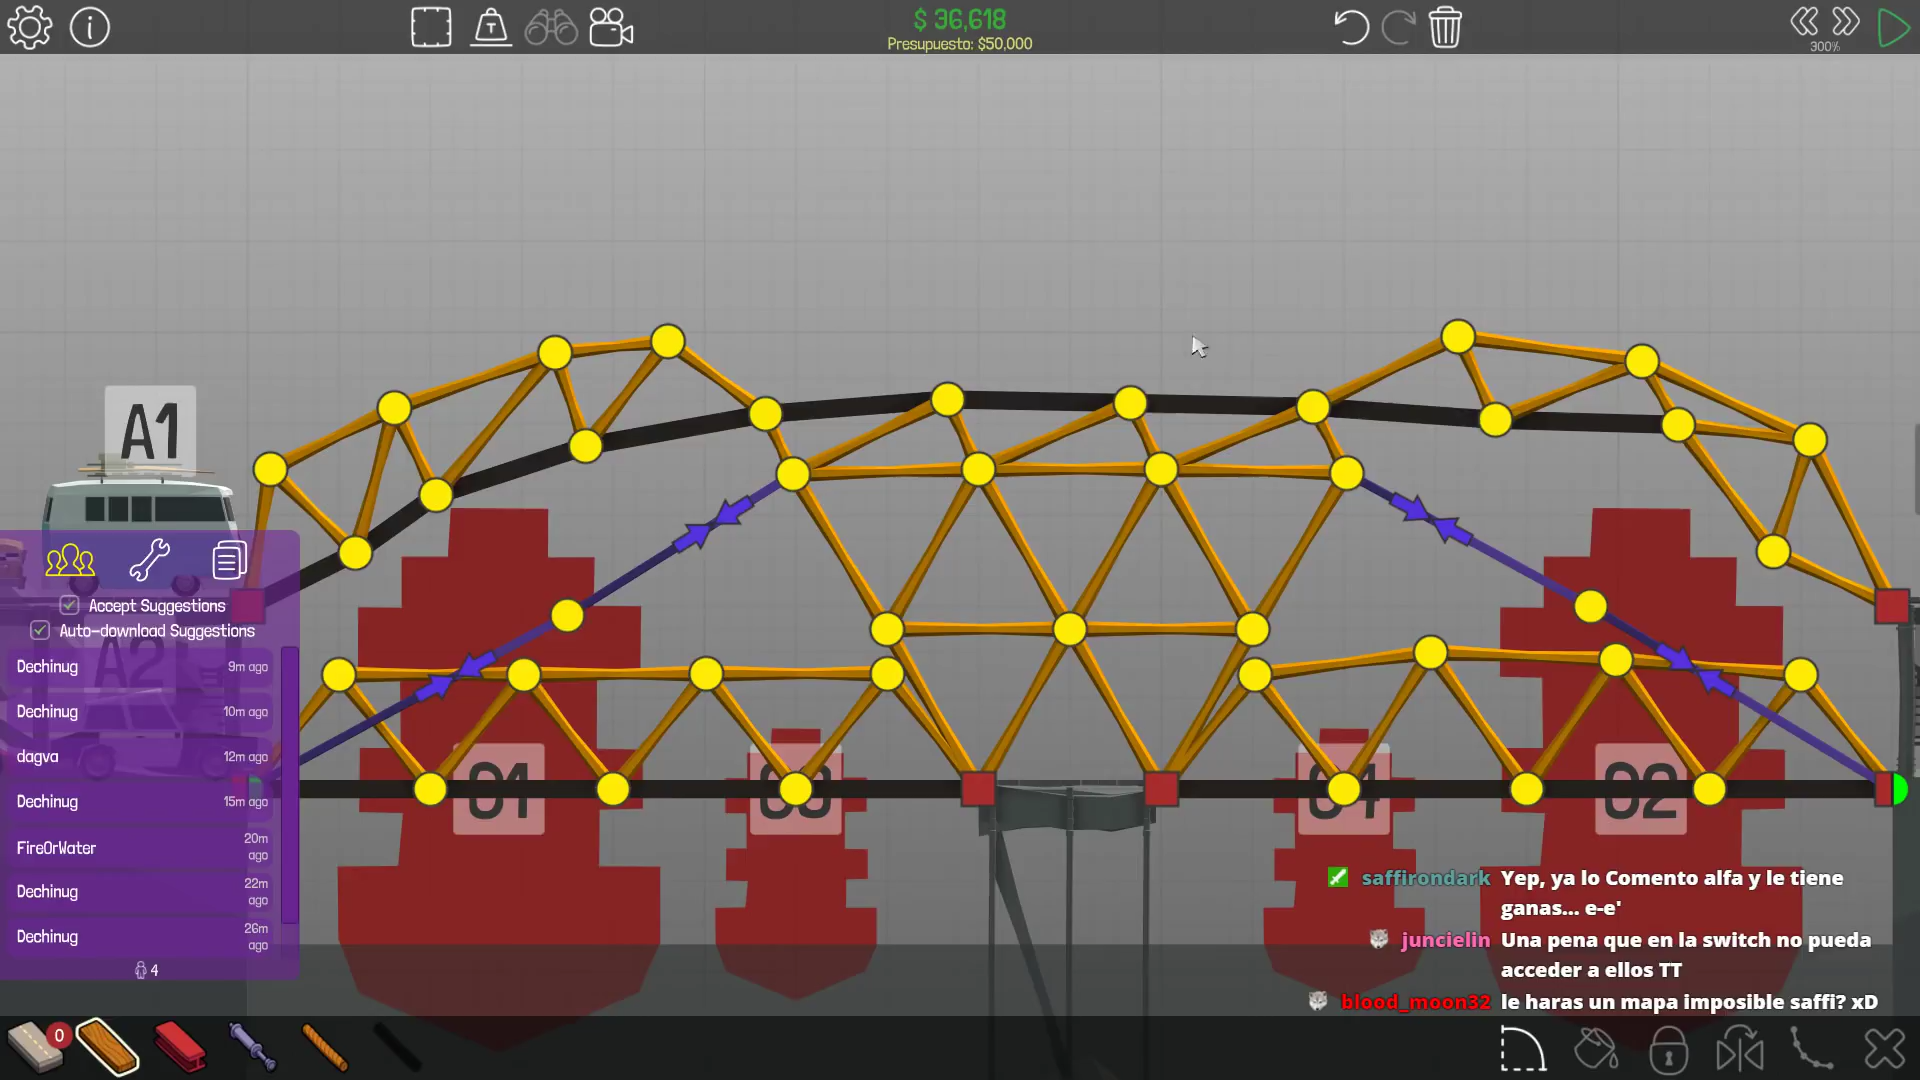 $ 36,618
Presupuesto: $50,000
300%
A1
Accept Suggestions
Auto-download Suggestions
A2
Dechinug 9m ago
Dechinug 10m ago
dagva 12m ago
Dechinug 15m ago
FireOrWater 20m ago
Dechinug 22m ago
Dechinug 26m ago
4
01
03
04
02
saffirondark Yep, ya lo Comento alfa y le tiene
ganas... e-e'
juncielin Una pena que en la switch no pueda
acceder a ellos TT
blood_moon32 le haras un mapa imposible saffi? xD
0